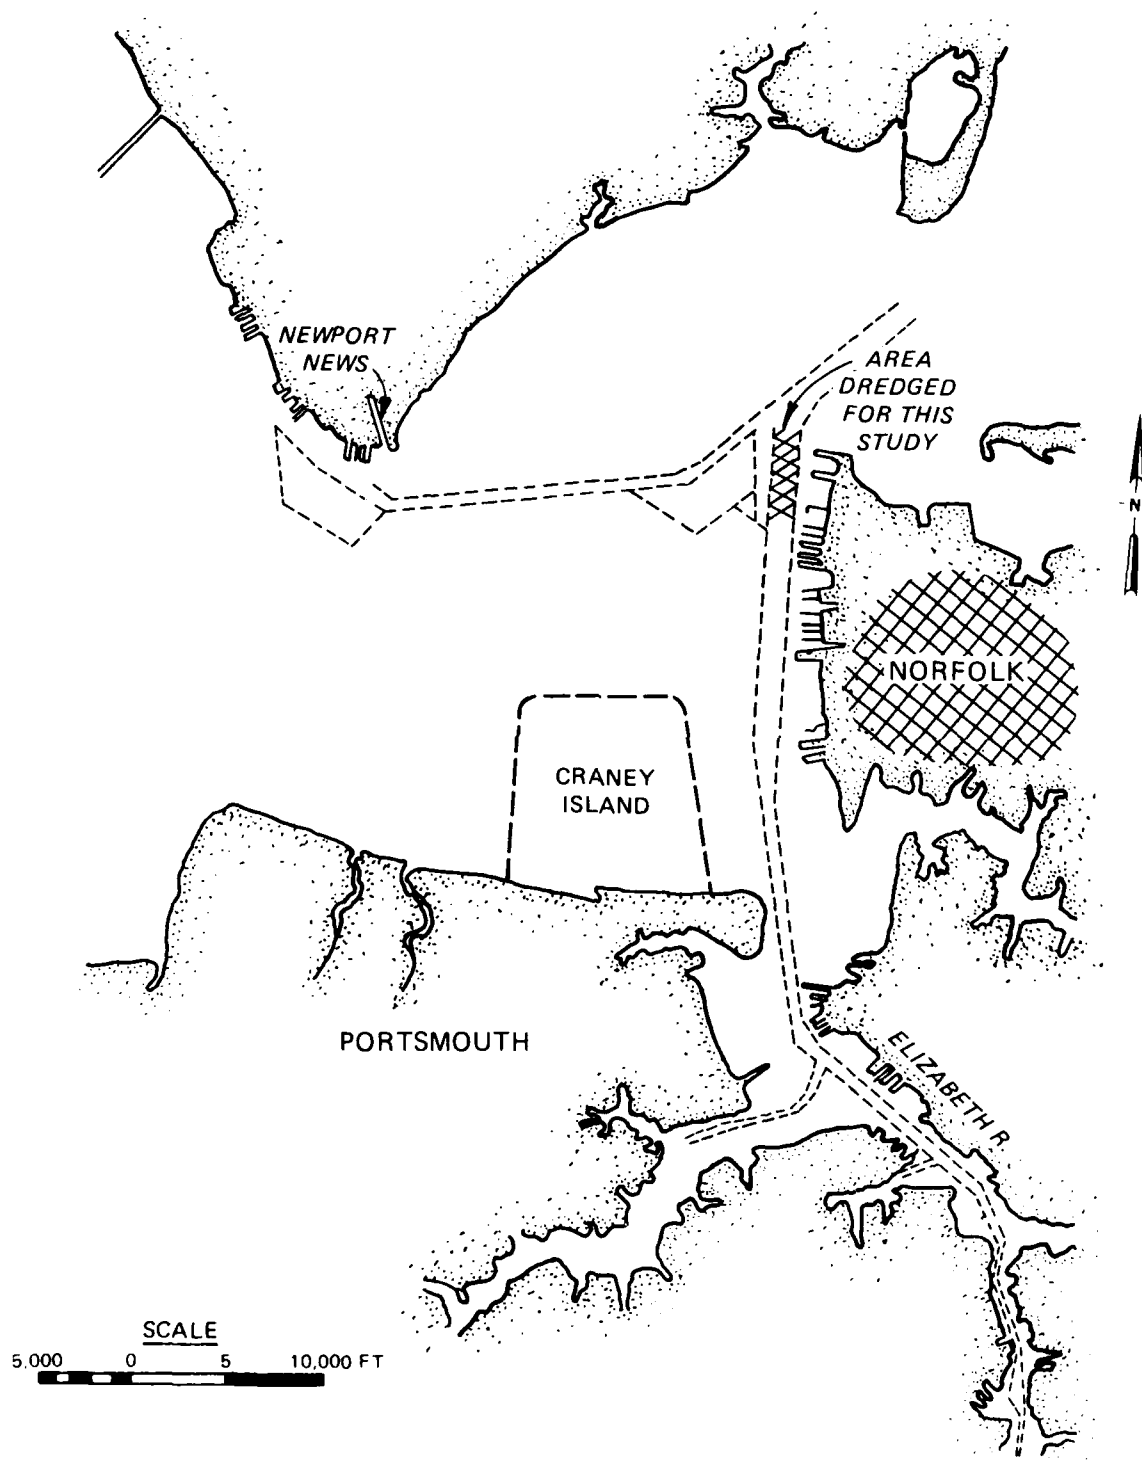 NEWPORT
NEWS
AREA
DREDGED
FOR THIS
STUDY
N
NORFOLK
CRANEY
ISLAND
PORTSMOUTH
ELIZABETH R
SCALE
5,000 0 5 10,000 FT